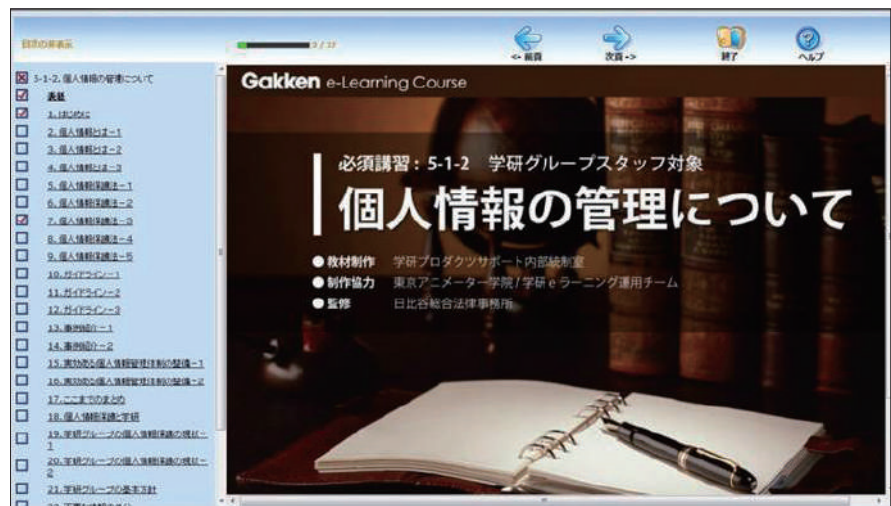 目次の非表示
3 / 27
<- 前頁
次頁->
終了
ヘルプ
5-1-2. 個人情報の管理について
表紙
1. はじめに
2. 個人情報とは－1
3. 個人情報とは－2
4. 個人情報とは－3
5. 個人情報保護法－1
6. 個人情報保護法－2
7. 個人情報保護法－3
8. 個人情報保護法－4
9. 個人情報保護法－5
10. ガイドライン－1
11. ガイドライン－2
12. ガイドライン－3
13. 事例紹介－1
14. 事例紹介－2
15. 実効ある個人情報管理体制の整備－1
16. 実効ある個人情報管理体制の整備－2
17. ここまでのまとめ
18. 個人情報保護と学研
19. 学研グループの個人情報保護の現状－
1
20. 学研グループの個人情報保護の現状－
2
21. 学研グループの基本方針
Gakken e-Learning Course
必須講習：5-1-2 学研グループスタッフ対象
個人情報の管理について
●教材制作 学研プロダクツサポート内部統制室
●制作協力 東京アニメーター学院/学研eラーニング運用チーム
●監修 日比谷総合法律事務所